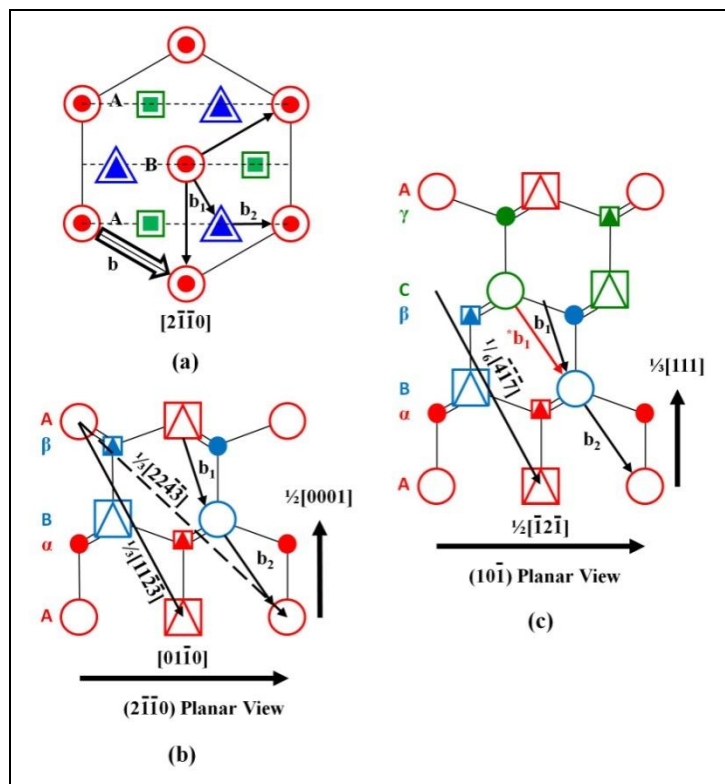 A
B
b₁
b₂
A
b
[21̄1̄0]
(a)
A
γ
C
β
*b₁
b₁
⅙[41̄7̄]
B
α
b₂
⅓[111]
A
½[1̄21̄]
(101̄) Planar View
(c)
A
β
b₁
⅓[224̄3̄]
½[0001]
B
α
⅓[112̄3̄]
b₂
A
[011̄0]
(21̄1̄0) Planar View
(b)